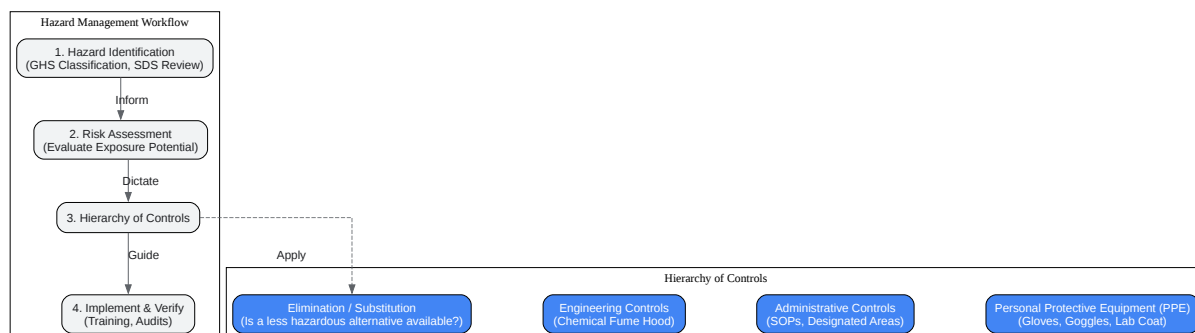 Hazard Management Workflow
1. Hazard Identification
(GHS Classification, SDS Review)
Inform
2. Risk Assessment
(Evaluate Exposure Potential)
Dictate
3. Hierarchy of Controls
Guide
Apply
4. Implement & Verify
(Training, Audits)
Hierarchy of Controls
Elimination / Substitution
(Is a less hazardous alternative available?)
Engineering Controls
(Chemical Fume Hood)
Administrative Controls
(SOPs, Designated Areas)
Personal Protective Equipment (PPE)
(Gloves, Goggles, Lab Coat)